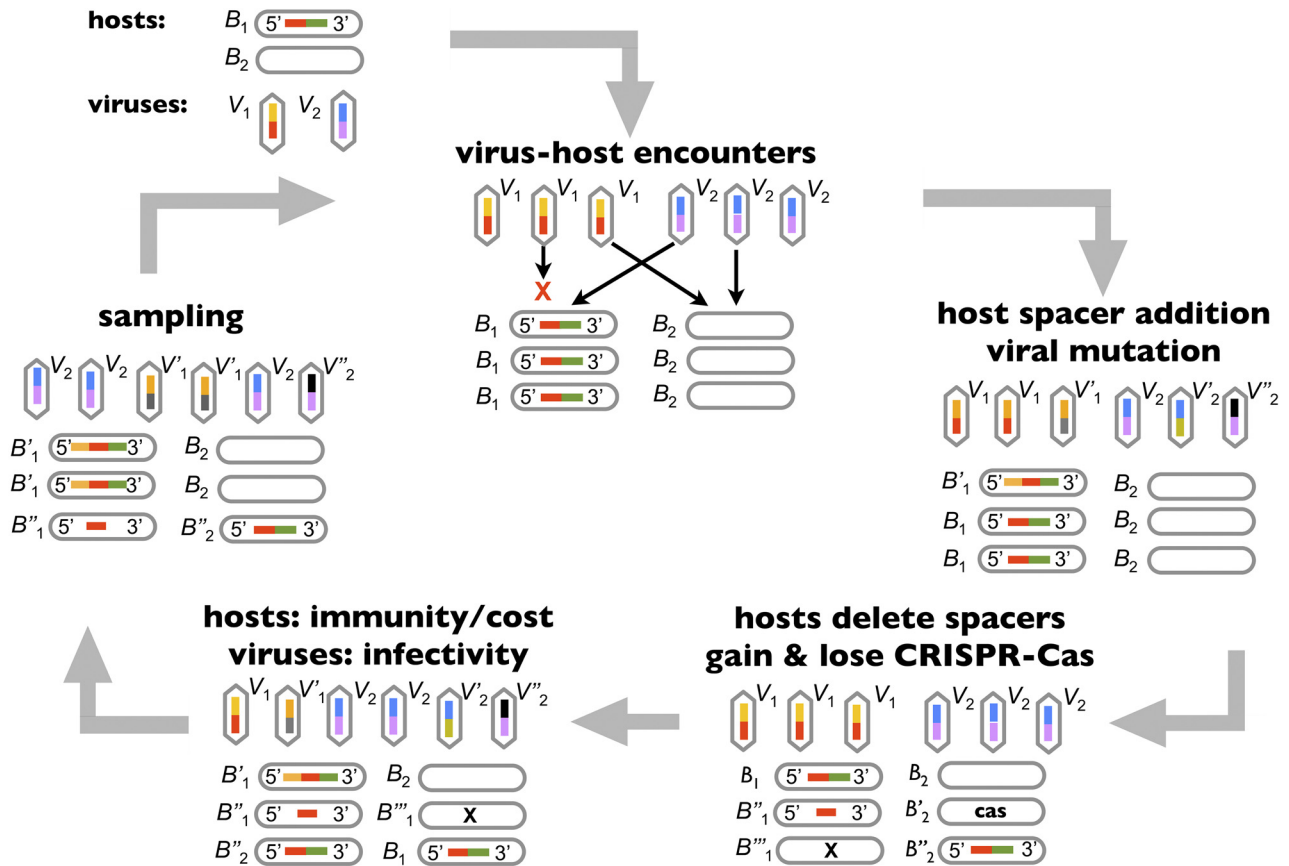 hosts: B1 5’ 3’
B2
viruses: V1 V2
virus-host encounters
V1 V1 V1 V2 V2 V2
X
B1 5’ 3’ B2
B1 5’ 3’ B2
B1 5’ 3’ B2
host spacer addition
viral mutation
V1 V1 V’1 V2 V’2 V”2
B’1 5’ 3’ B2
B1 5’ 3’ B2
B1 5’ 3’ B2
hosts delete spacers
gain & lose CRISPR-Cas
V1 V1 V1 V2 V2 V2
B1 5’ 3’ B2
B”1 5’ 3’ B’2 cas
B’”1 X B”2 5’ 3’
hosts: immunity/cost
viruses: infectivity
V1 V’1 V2 V2 V’2 V”2
B’1 5’ 3’ B2
B”1 5’ 3’ B’”1 X
B”2 5’ 3’ B1 5’ 3’
sampling
V2 V2 V’1 V’1 V2 V”2
B’1 5’ 3’ B2
B’1 5’ 3’ B2
B”1 5’ 3’ B”2 5’ 3’